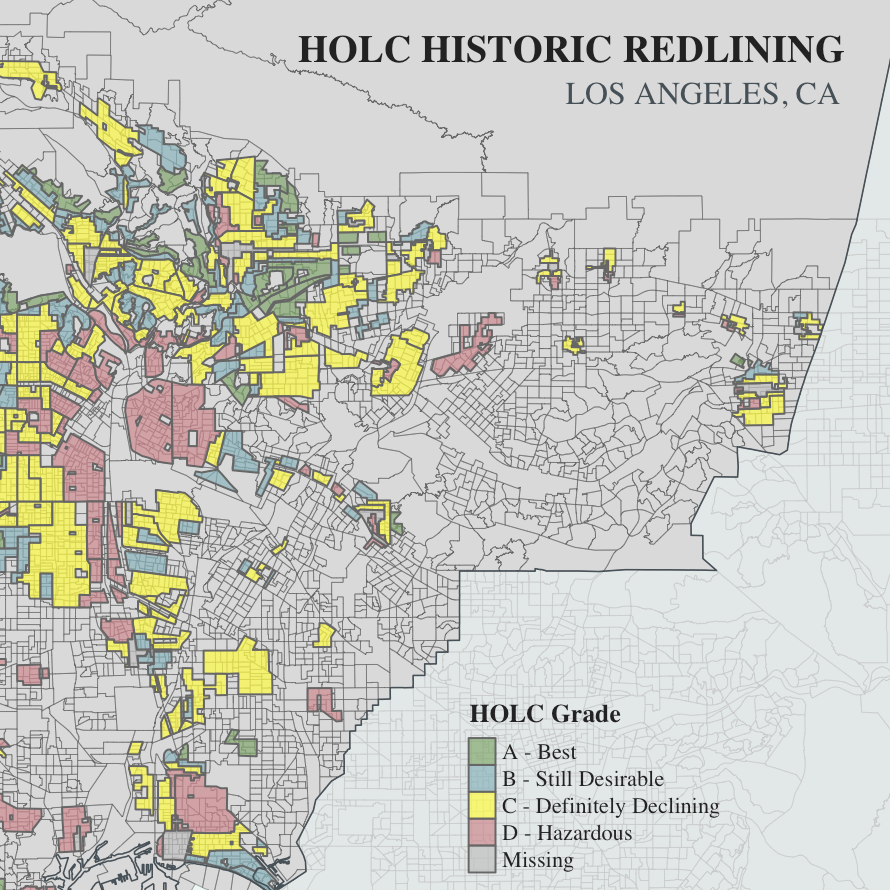 HOLC HISTORIC REDLINING
LOS ANGELES, CA
HOLC Grade
A - Best
B - Still Desirable
C - Definitely Declining
D - Hazardous
Missing